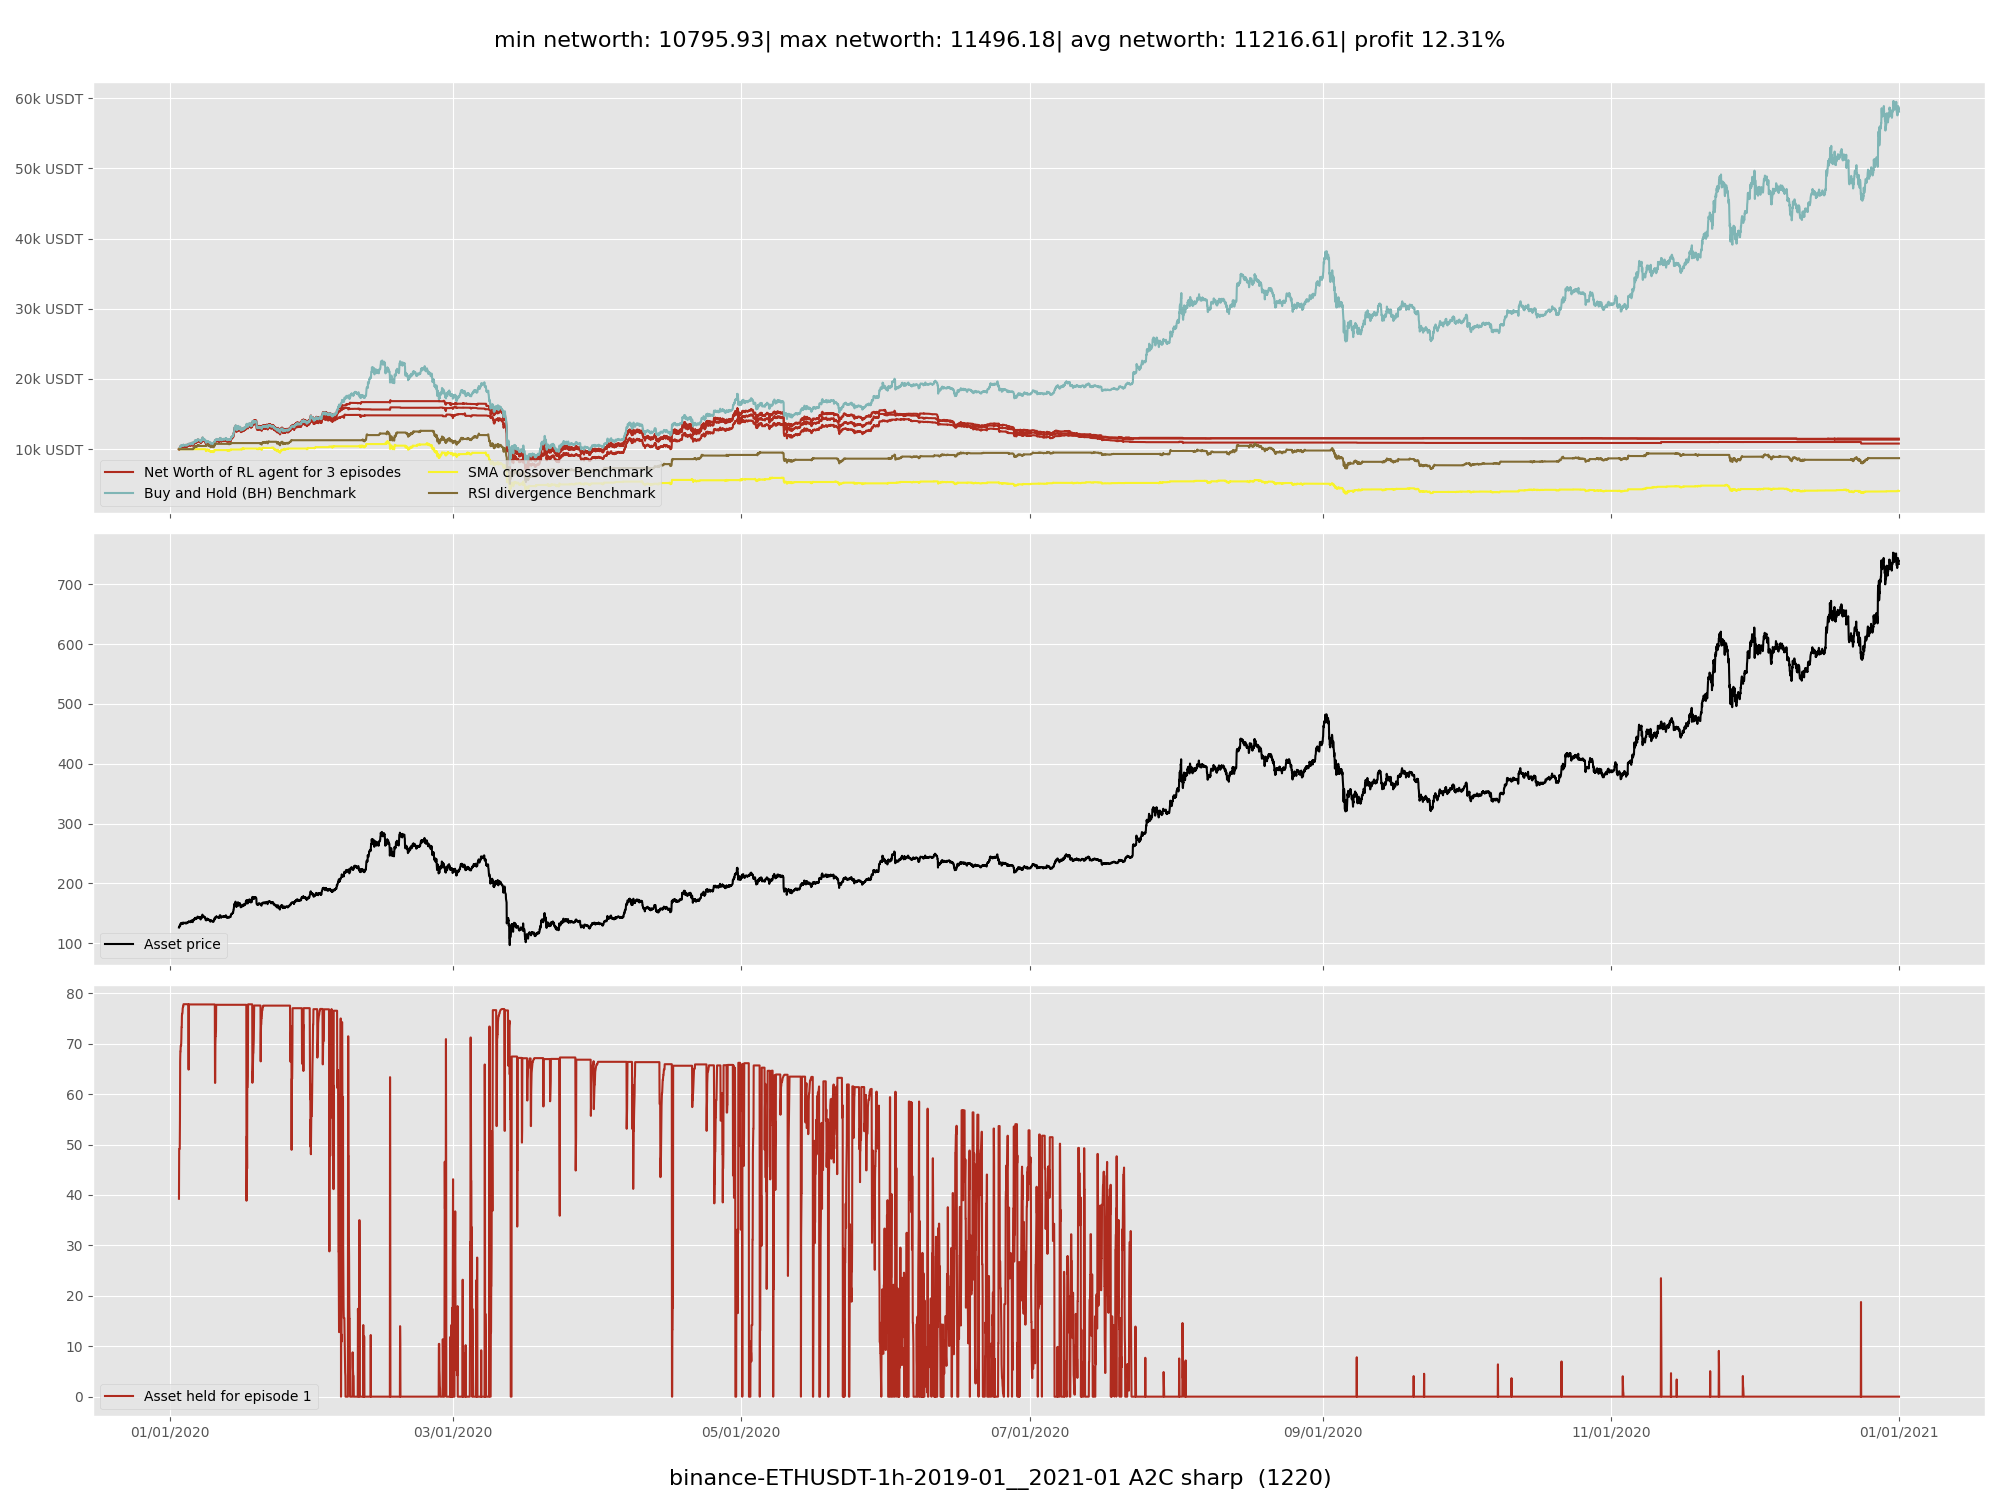 min networth: 10795.93| max networth: 11496.18| avg networth: 11216.61| profit 12.31%
60k USDT
50k USDT
40k USDT
30k USDT
20k USDT
10k USDT
Net Worth of RL agent for 3 episodes
Buy and Hold (BH) Benchmark
SMA crossover Benchmark
RSI divergence Benchmark
700
600
500
400
300
200
100
Asset price
80
70
60
50
40
30
20
10
0
Asset held for episode 1
01/01/2020 03/01/2020 05/01/2020 07/01/2020 09/01/2020 11/01/2020 01/01/2021
binance-ETHUSDT-1h-2019-01__2021-01 A2C sharp (1220)